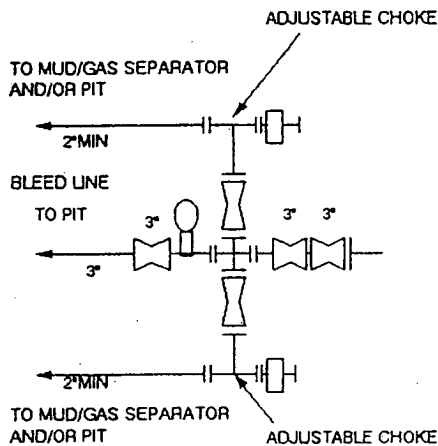 ADJUSTABLE CHOKE
TO MUD/GAS SEPARATOR
AND/OR PIT
2"MIN
BLEED LINE
TO PIT
3"
3"
3"
3"
2"MIN
TO MUD/GAS SEPARATOR
AND/OR PIT
ADJUSTABLE CHOKE